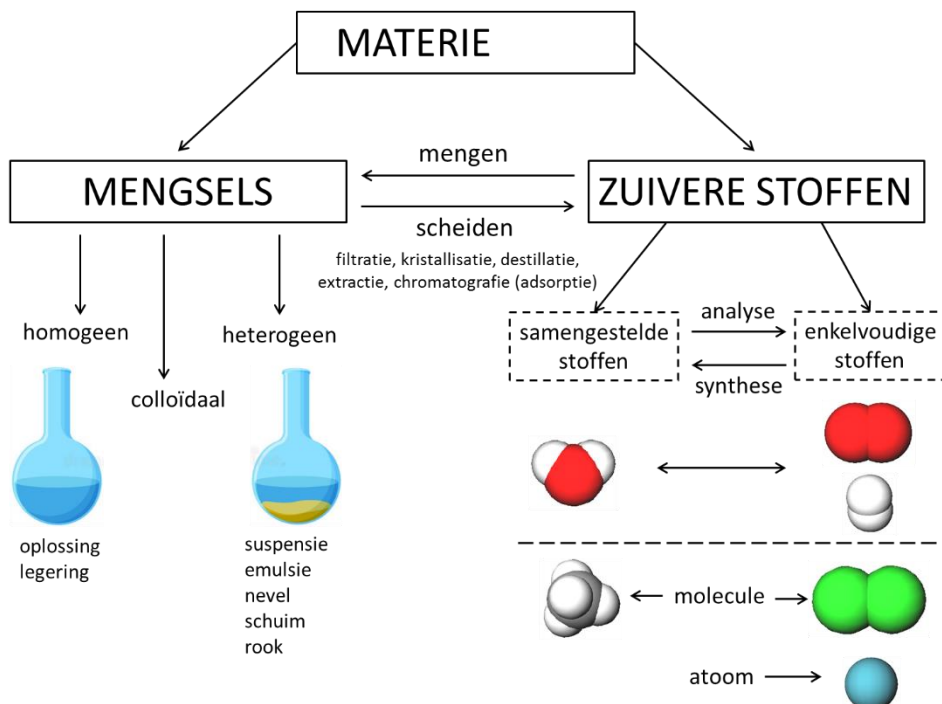 MATERIE
MENGSELS
mengen
scheiden
filtratie, kristallisatie, destillatie,
extractie, chromatografie (adsorptie)
ZUIVERE STOFFEN
homogeen
colloïdaal
heterogeen
oplossing
legering
suspensie
emulsie
nevel
schuim
rook
samengestelde
stoffen
analyse
synthese
enkelvoudige
stoffen
molecule
atoom